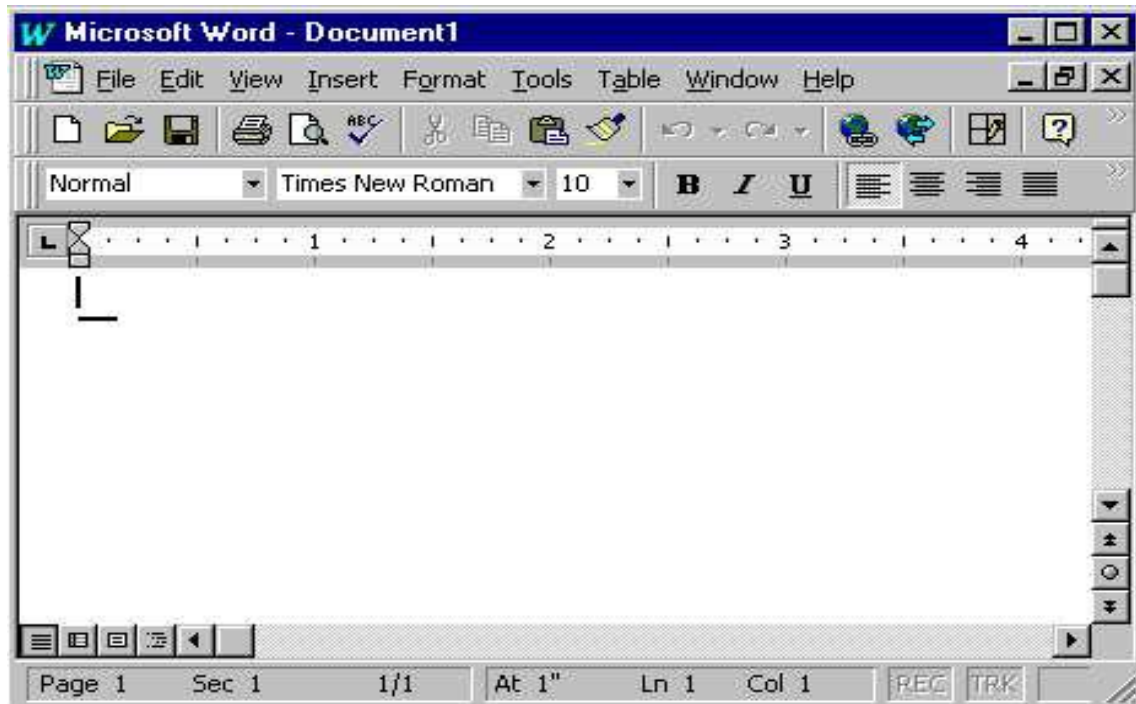 W Microsoft Word - Document1
File Edit View Insert Format Tools Table Window Help
ABC
Normal Times New Roman 10 B I U
1 2 3 4
Page 1 Sec 1 1/1 At 1" Ln 1 Col 1 REC TRK